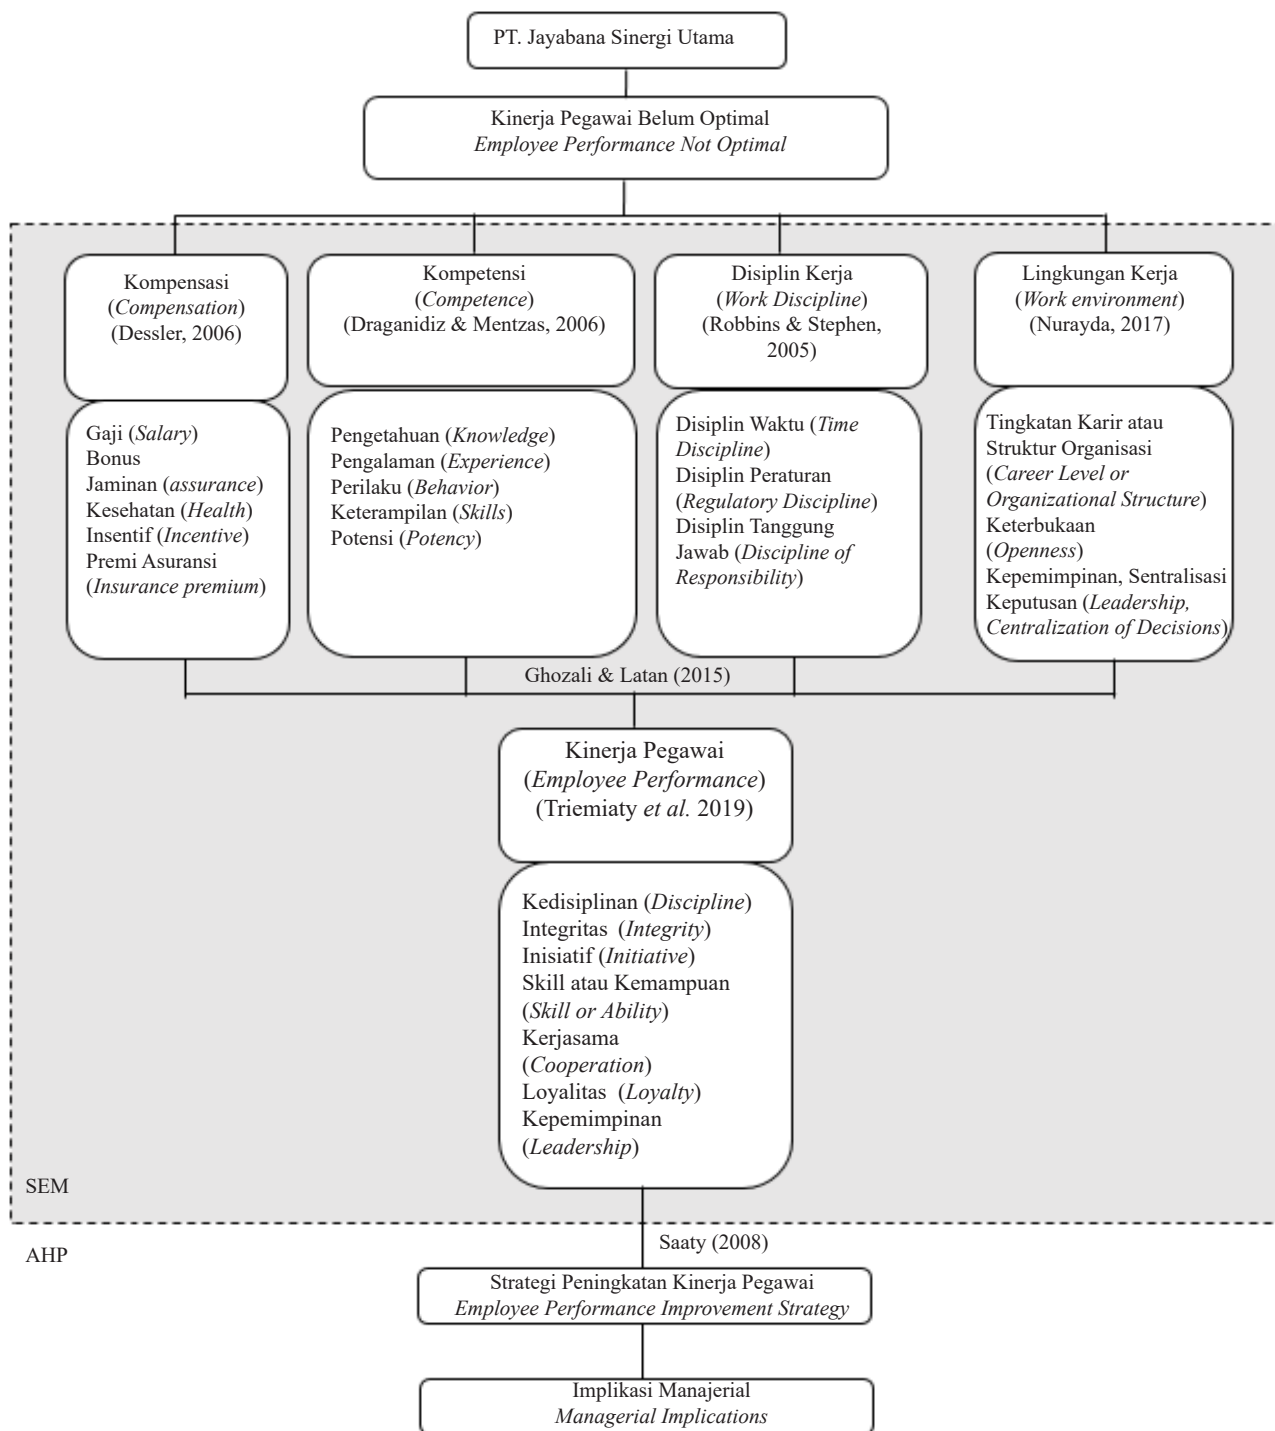 PT. Jayabana Sinergi Utama
Kinerja Pegawai Belum Optimal
Employee Performance Not Optimal
Kompensasi
(Compensation)
(Dessler, 2006)
Kompetensi
(Competence)
(Draganidiz & Mentzas, 2006)
Disiplin Kerja
(Work Discipline)
(Robbins & Stephen,
2005)
Lingkungan Kerja
(Work environment)
(Nurayda, 2017)
Gaji (Salary)
Bonus
Jaminan (assurance)
Kesehatan (Health)
Insentif (Incentive)
Premi Asuransi
(Insurance premium)
Pengetahuan (Knowledge)
Pengalaman (Experience)
Perilaku (Behavior)
Keterampilan (Skills)
Potensi (Potency)
Disiplin Waktu (Time
Discipline)
Disiplin Peraturan
(Regulatory Discipline)
Disiplin Tanggung
Jawab (Discipline of
Responsibility)
Tingkatan Karir atau
Struktur Organisasi
(Career Level or
Organizational Structure)
Keterbukaan
(Openness)
Kepemimpinan, Sentralisasi
Keputusan (Leadership,
Centralization of Decisions)
Ghozali & Latan (2015)
Kinerja Pegawai
(Employee Performance)
(Triemiaty et al. 2019)
Kedisiplinan (Discipline)
Integritas (Integrity)
Inisiatif (Initiative)
Skill atau Kemampuan
(Skill or Ability)
Kerjasama
(Cooperation)
Loyalitas (Loyalty)
Kepemimpinan
(Leadership)
SEM
AHP
Saaty (2008)
Strategi Peningkatan Kinerja Pegawai
Employee Performance Improvement Strategy
Implikasi Manajerial
Managerial Implications